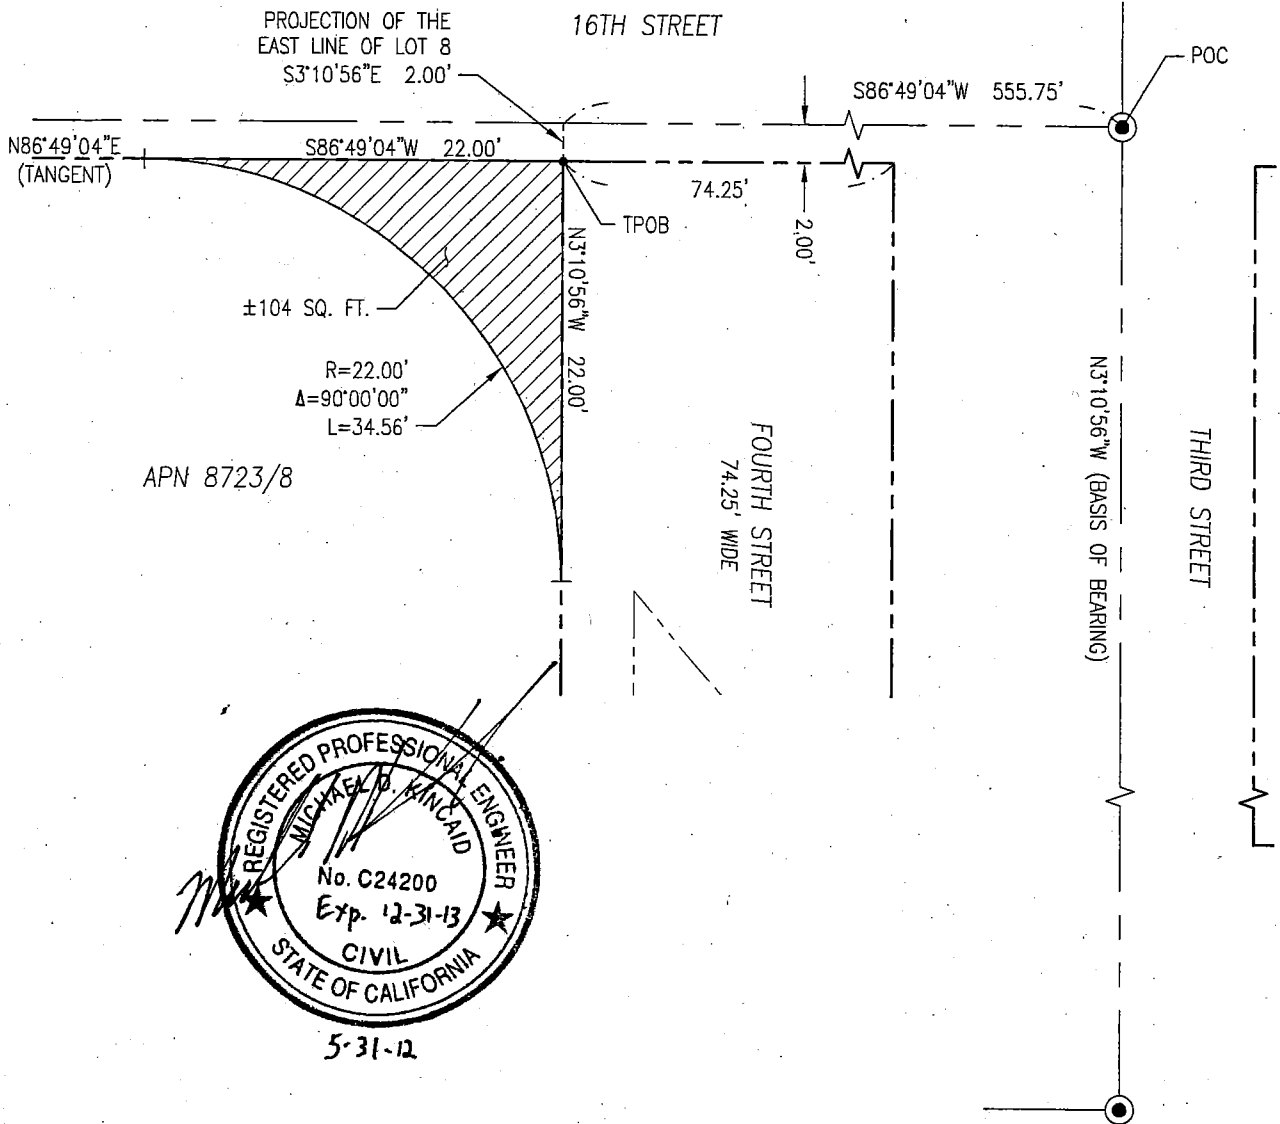 PROJECTION OF THE
EAST LINE OF LOT 8
S3°10'56"E 2.00'
16TH STREET
POC
S86°49'04"W 555.75'
N86°49'04"E
(TANGENT)
S86°49'04"W 22.00'
74.25'
2.00'
TPOB
N3°10'56"W 22.00'
±104 SQ. FT.
R=22.00'
Δ=90°00'00"
L=34.56'
APN 8723/8
FOURTH STREET
74.25' WIDE
N3°10'56"W (BASIS OF BEARING)
THIRD STREET
REGISTERED PROFESSIONAL ENGINEER
MICHAEL D. KINCAID
No. C24200
Exp. 12-31-13
CIVIL
STATE OF CALIFORNIA
5-31-12